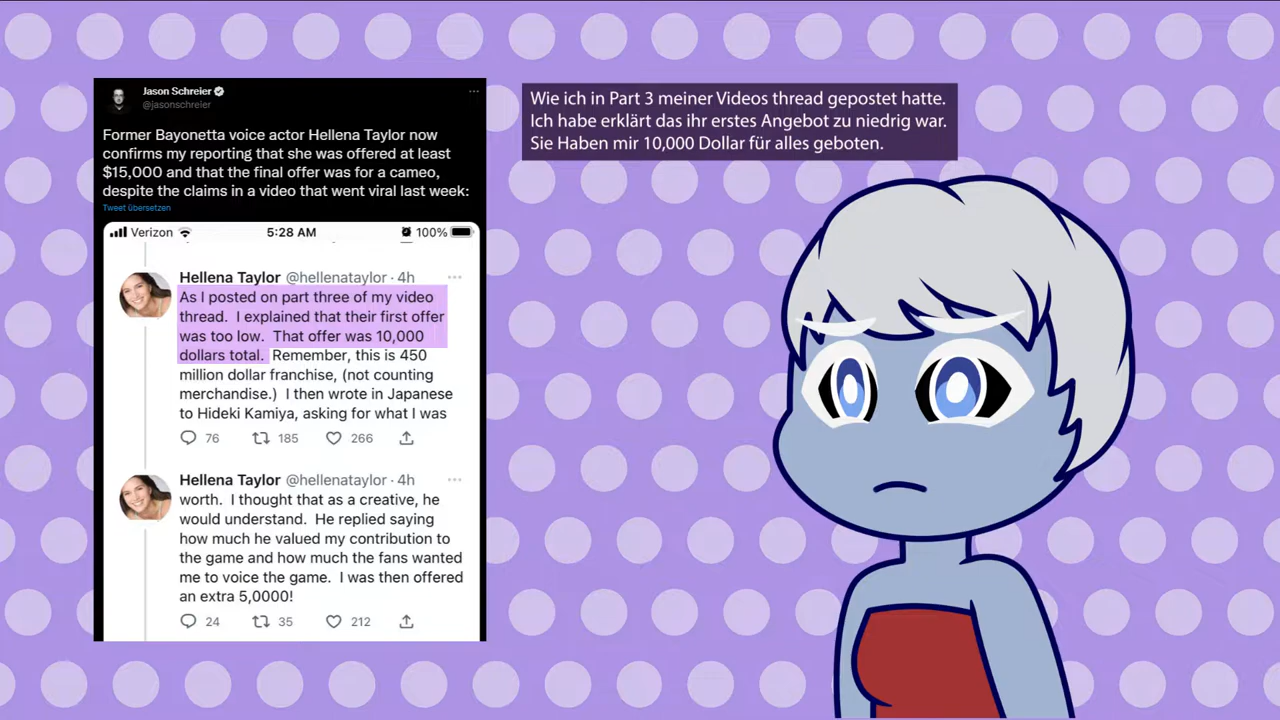 Jason Schreier
@jasonschreier
Former Bayonetta voice actor Hellena Taylor now
confirms my reporting that she was offered at least
$15,000 and that the final offer was for a cameo,
despite the claims in a video that went viral last week:
Tweet übersetzen
Verizon 5:28 AM 100%
Hellena Taylor @hellenataylor · 4h
As I posted on part three of my video
thread. I explained that their first offer
was too low. That offer was 10,000
dollars total. Remember, this is 450
million dollar franchise, (not counting
merchandise.) I then wrote in Japanese
to Hideki Kamiya, asking for what I was
76 185 266
Hellena Taylor @hellenataylor · 4h
worth. I thought that as a creative, he
would understand. He replied saying
how much he valued my contribution to
the game and how much the fans wanted
me to voice the game. I was then offered
an extra 5,0000!
24 35 212
Wie ich in Part 3 meiner Videos thread gepostet hatte.
Ich habe erklärt das ihr erstes Angebot zu niedrig war.
Sie Haben mir 10,000 Dollar für alles geboten.